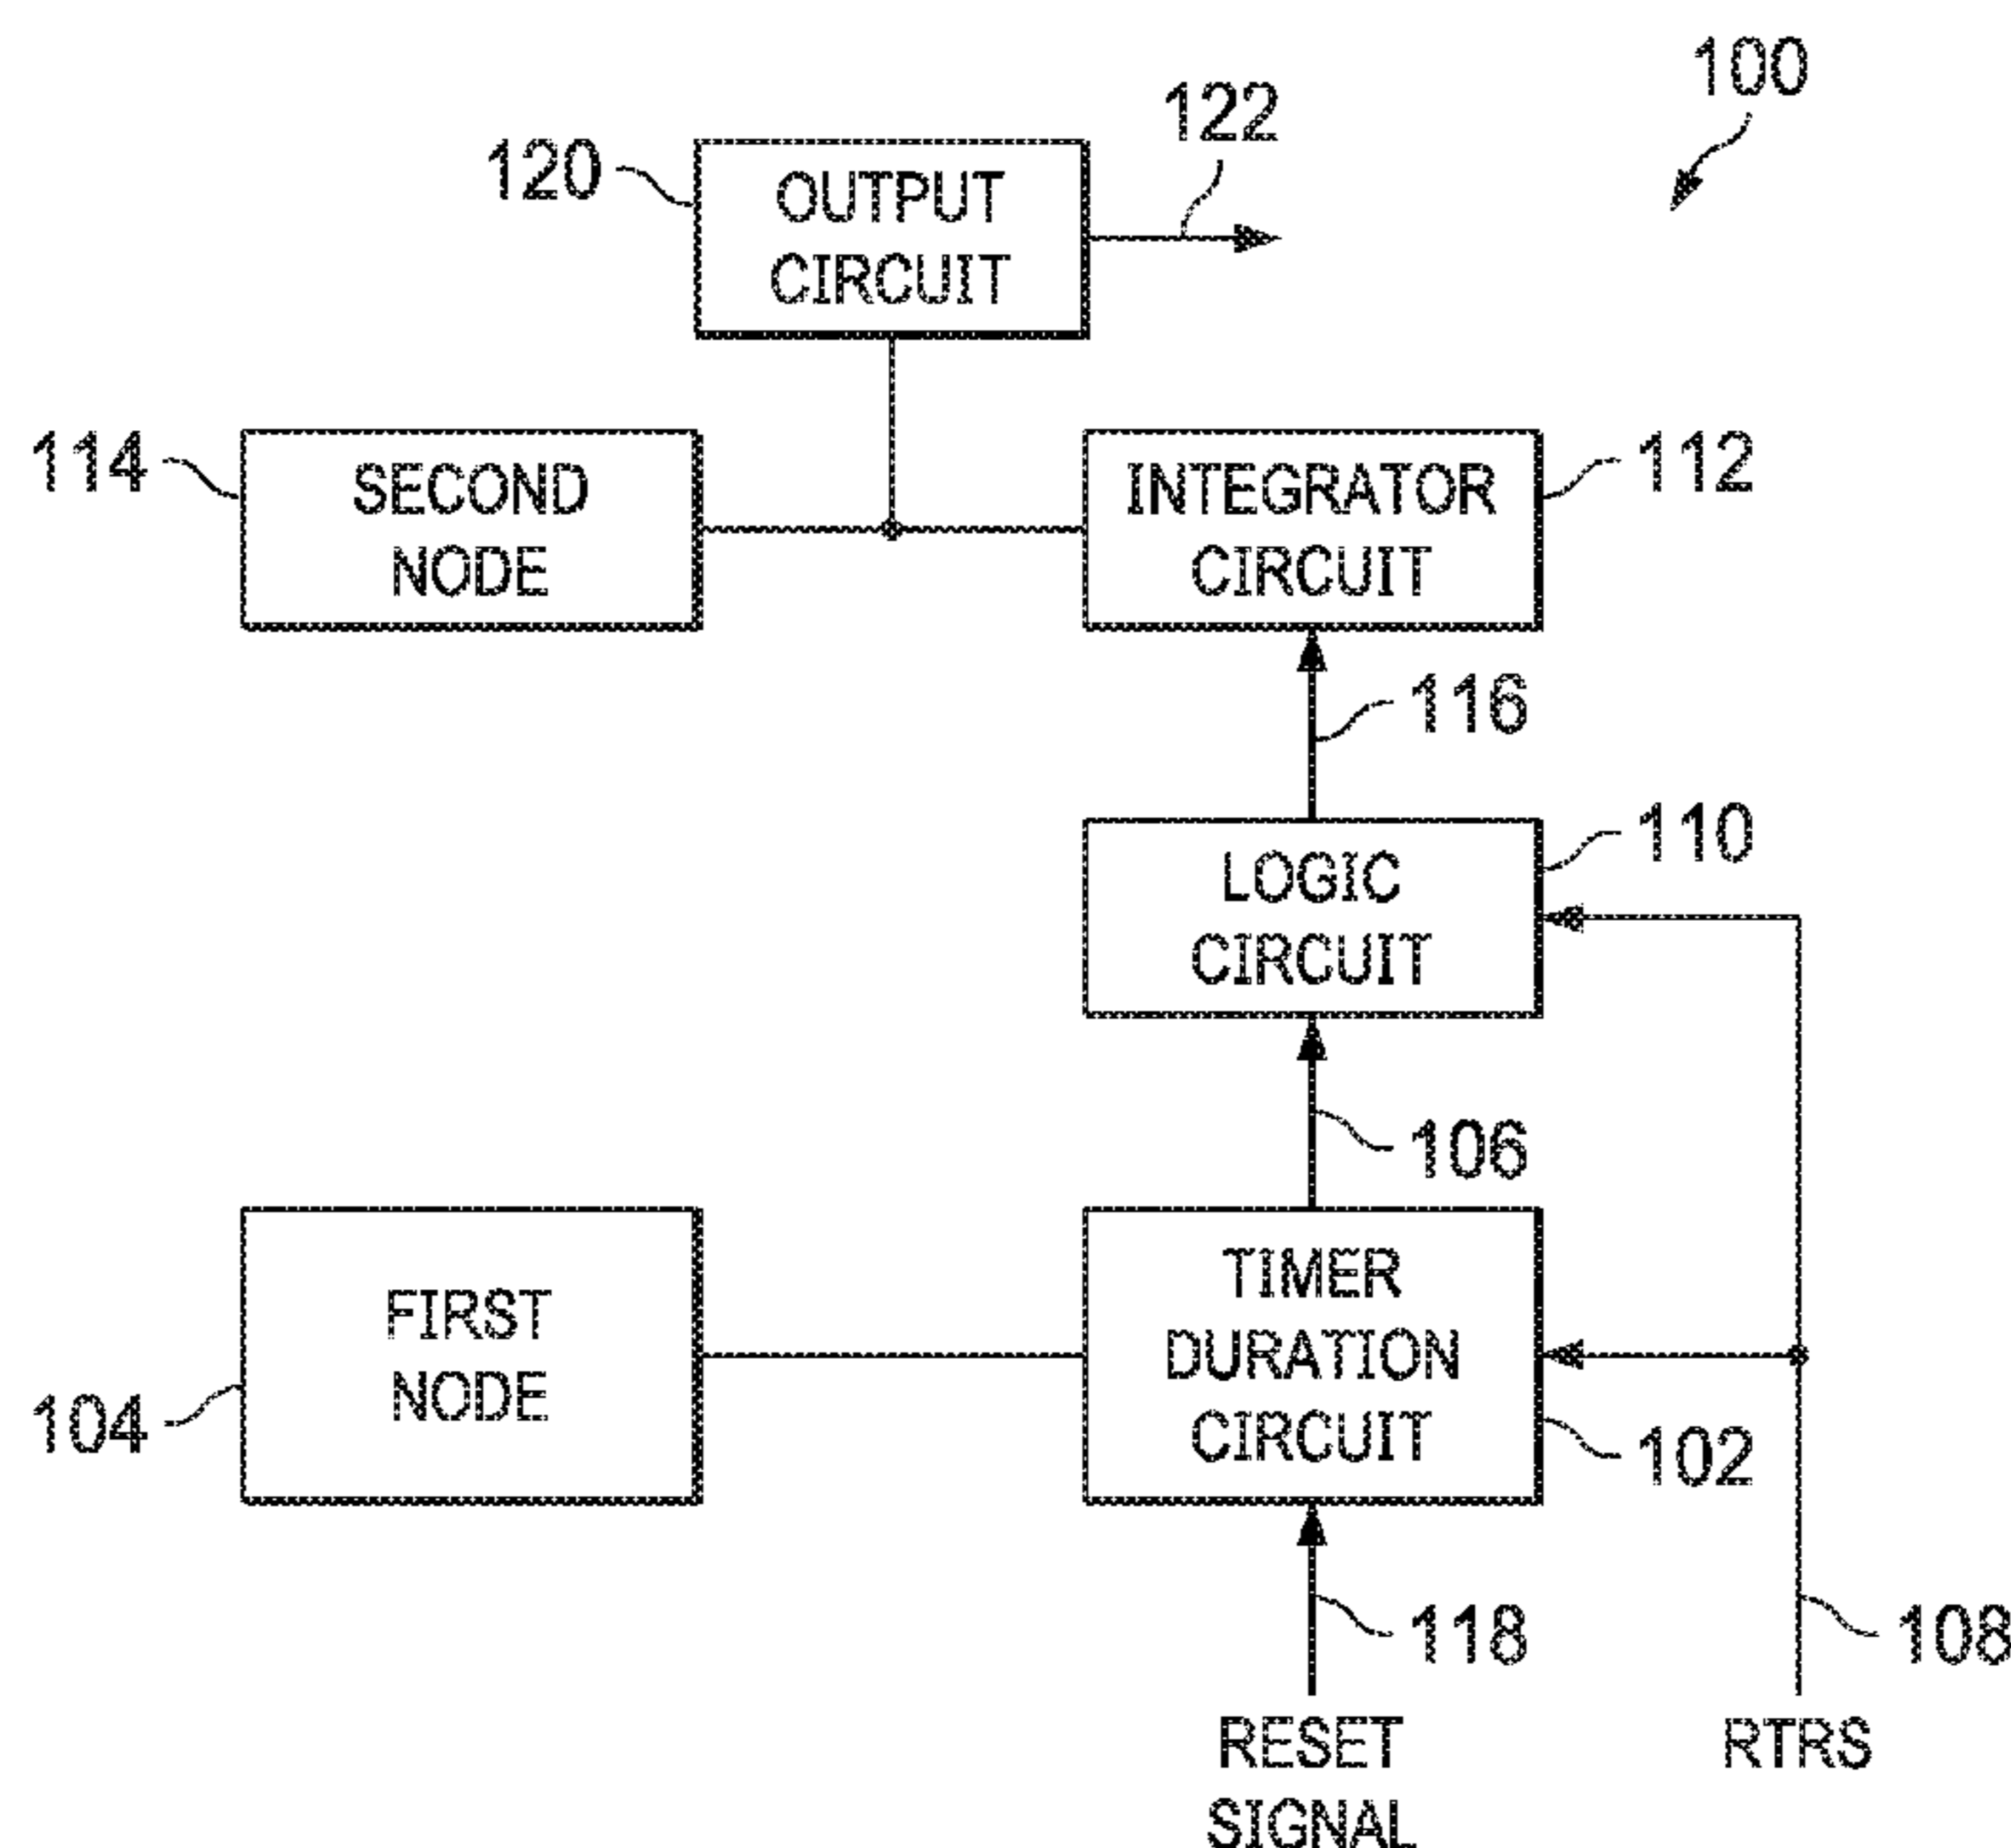 100
122
120
OUTPUT
CIRCUIT
114
SECOND
NODE
INTEGRATOR
CIRCUIT
112
116
110
LOGIC
CIRCUIT
106
104
FIRST
NODE
TIMER
DURATION
CIRCUIT
102
118
108
RESET
SIGNAL
RTRS